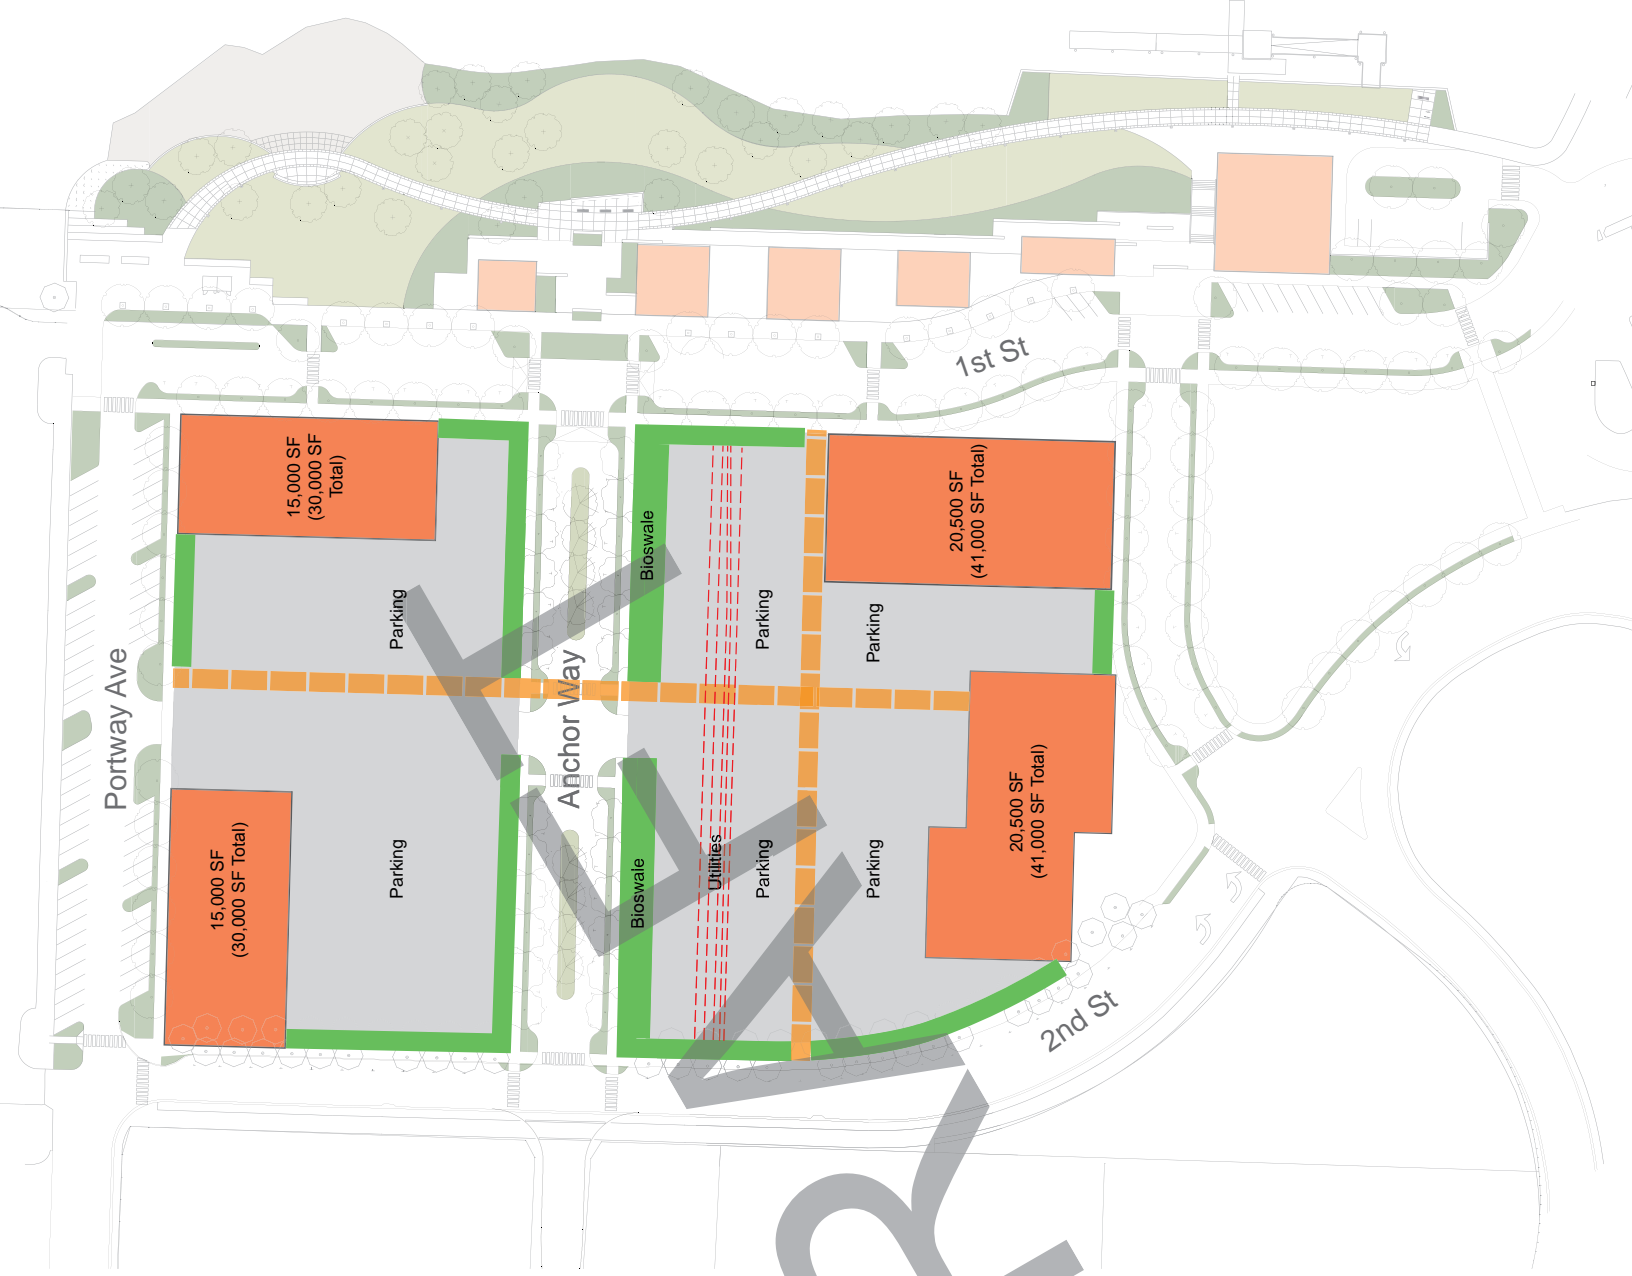 1st St
15,000 SF
(30,000 SF
Total)
20,500 SF
(41,000 SF Total)
Bioswale
Parking
Parking
Parking
Portway Ave
Anchor Way
15,000 SF
(30,000 SF Total)
20,500 SF
(41,000 SF Total)
Parking
Bioswale
Utilities
Parking
Parking
2nd St